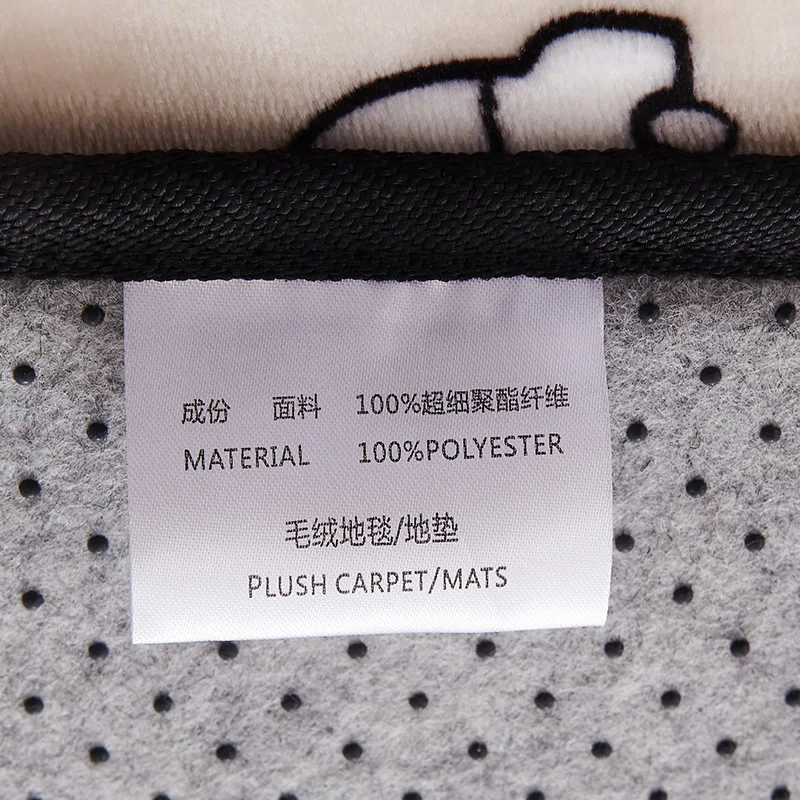 成份 面料 100%超细聚酯纤维
MATERIAL 100%POLYESTER
毛绒地毯/地垫
PLUSH CARPET/MATS